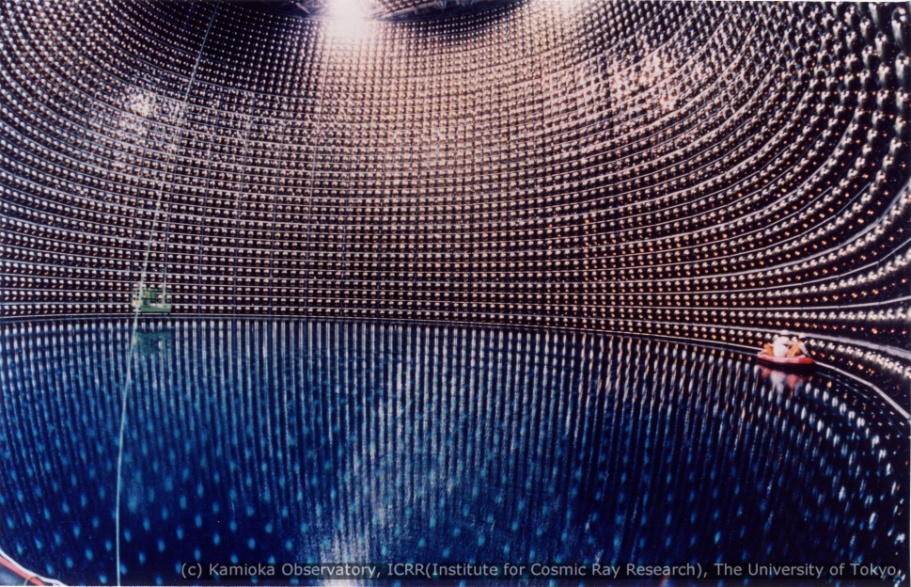 (c) Kamioka Observatory, ICRR(Institute for Cosmic Ray Research), The University of Tokyo